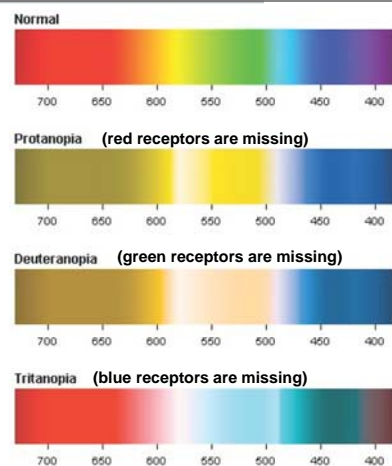 Normal
700 650 600 550 500 450 400
Protanopia (red receptors are missing)
700 650 600 550 500 450 400
Deuteranopia (green receptors are missing)
700 650 600 550 500 450 400
Tritanopia (blue receptors are missing)
700 650 600 550 500 450 400